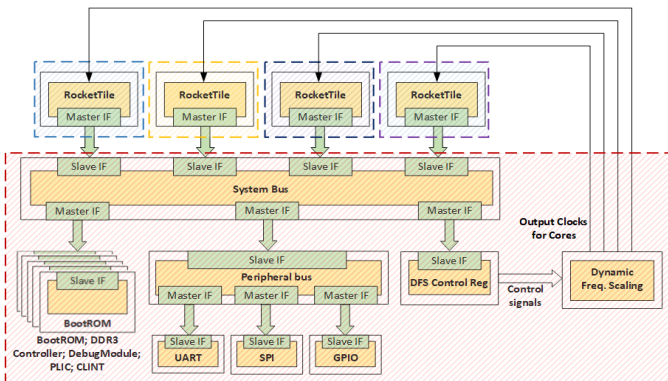 RocketTile
RocketTile
RocketTile
RocketTile
Master IF
Master IF
Master IF
Master IF
Slave IF
Slave IF
Slave IF
Slave IF
System Bus
Master IF
Master IF
Master IF
Output Clocks
for Cores
Slave IF
Slave IF
Slave IF
Peripheral bus
DFS Control Reg
Control
signals
Dynamic
Freq. Scaling
Master IF
Master IF
Master IF
BootROM
BootROM; DDR3
Controller; DebugModule;
PLIC; CLINT
Slave IF
Slave IF
Slave IF
UART
SPI
GPIO